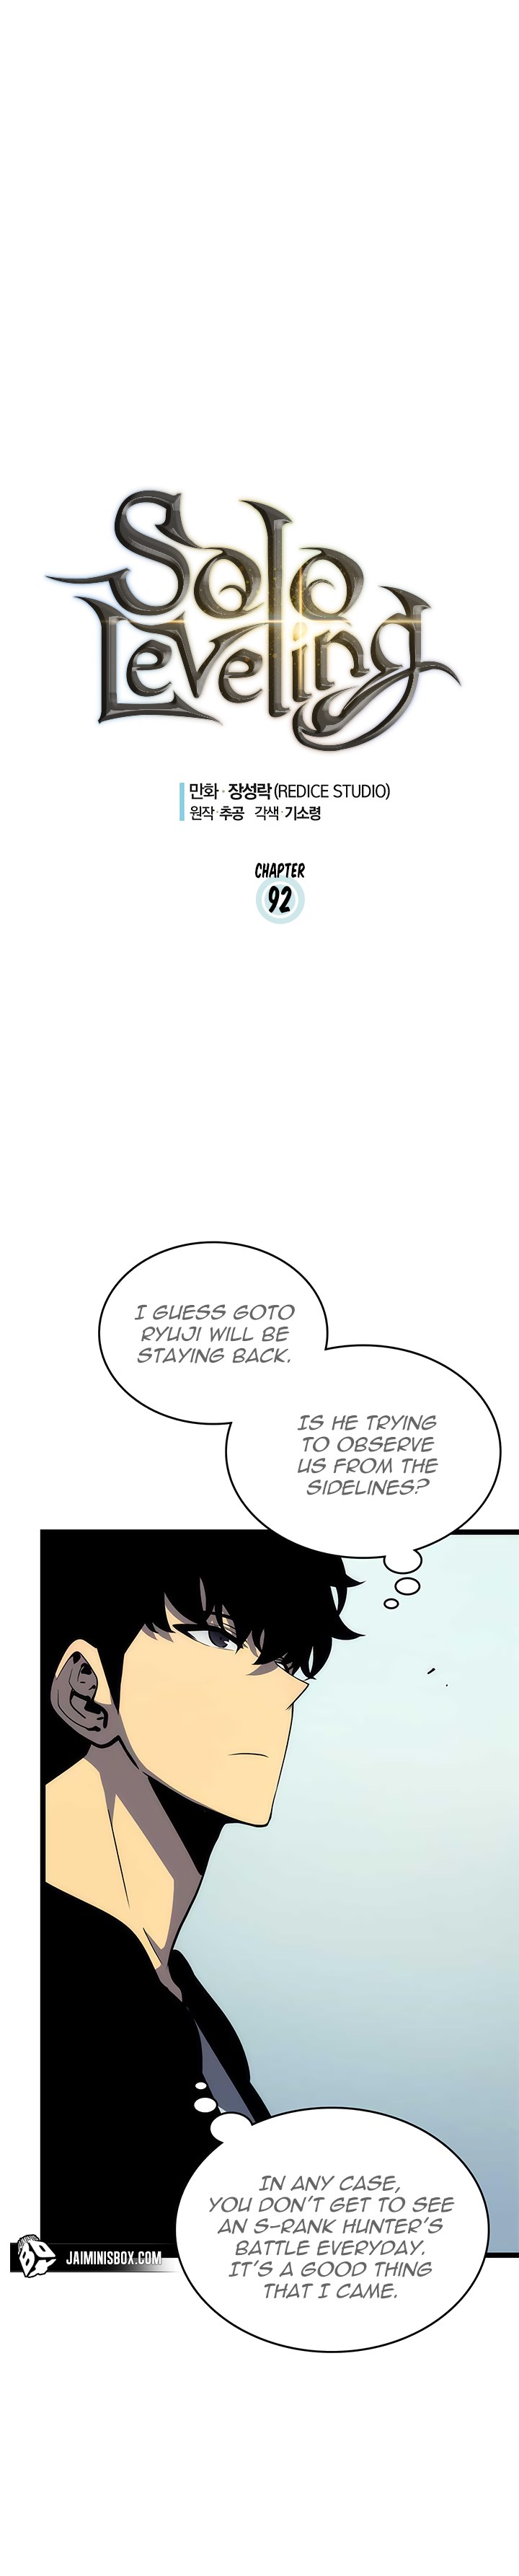 Solo
Leveling
만화·장성락(REDICE STUDIO)
원작·추공 각색·기소령
CHAPTER
92
I GUESS GOTO
RYUJI WILL BE
STAYING BACK.
IS HE TRYING
TO OBSERVE
US FROM THE
SIDELINES?
IN ANY CASE,
YOU DON'T GET TO SEE
AN S-RANK HUNTER'S
BATTLE EVERYDAY.
IT'S A GOOD THING
THAT I CAME.
JAIMINISBOX.COM